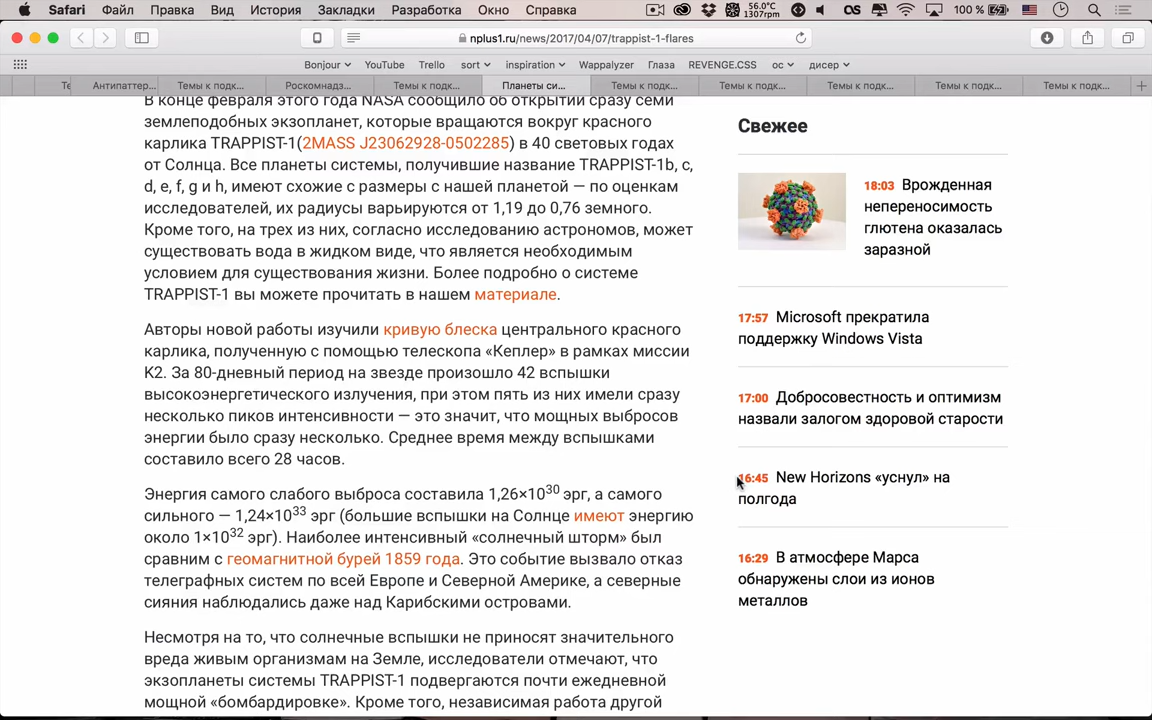 Safari Файл Правка Вид История Закладки Разработка Окно Справка 56.0°C 1307rpm 100 %
nplus1.ru/news/2017/04/07/trappist-1-flares
Bonjour YouTube Trello sort inspiration Wappalyzer Глаза REVENGE.CSS ос дисер
Те Антипаттер... Темы к подк... Роскомнадз... Темы к подк... Планеты си... Темы к подк... Темы к подк... Темы к подк... Темы к подк... Темы к подк...
В конце февраля этого года NASA сообщило об открытии сразу семи
землеподобных экзопланет, которые вращаются вокруг красного
карлика TRAPPIST-1(2MASS J23062928-0502285) в 40 световых годах
от Солнца. Все планеты системы, получившие название TRAPPIST-1b, c,
d, e, f, g и h, имеют схожие с размеры с нашей планетой — по оценкам
исследователей, их радиусы варьируются от 1,19 до 0,76 земного.
Кроме того, на трех из них, согласно исследованию астрономов, может
существовать вода в жидком виде, что является необходимым
условием для существования жизни. Более подробно о системе
TRAPPIST-1 вы можете прочитать в нашем материале.
Авторы новой работы изучили кривую блеска центрального красного
карлика, полученную с помощью телескопа «Кеплер» в рамках миссии
K2. За 80-дневный период на звезде произошло 42 вспышки
высокоэнергетического излучения, при этом пять из них имели сразу
несколько пиков интенсивности — это значит, что мощных выбросов
энергии было сразу несколько. Среднее время между вспышками
составило всего 28 часов.
Энергия самого слабого выброса составила 1,26×10³⁰ эрг, а самого
сильного — 1,24×10³³ эрг (большие вспышки на Солнце имеют энергию
около 1×10³² эрг). Наиболее интенсивный «солнечный шторм» был
сравним с геомагнитной бурей 1859 года. Это событие вызвало отказ
телеграфных систем по всей Европе и Северной Америке, а северные
сияния наблюдались даже над Карибскими островами.
Несмотря на то, что солнечные вспышки не приносят значительного
вреда живым организмам на Земле, исследователи отмечают, что
экзопланеты системы TRAPPIST-1 подвергаются почти ежедневной
мощной «бомбардировке». Кроме того, независимая работа другой
Свежее
18:03 Врожденная
непереносимость
глютена оказалась
заразной
17:57 Microsoft прекратила
поддержку Windows Vista
17:00 Добросовестность и оптимизм
назвали залогом здоровой старости
16:45 New Horizons «уснул» на
полгода
16:29 В атмосфере Марса
обнаружены слои из ионов
металлов